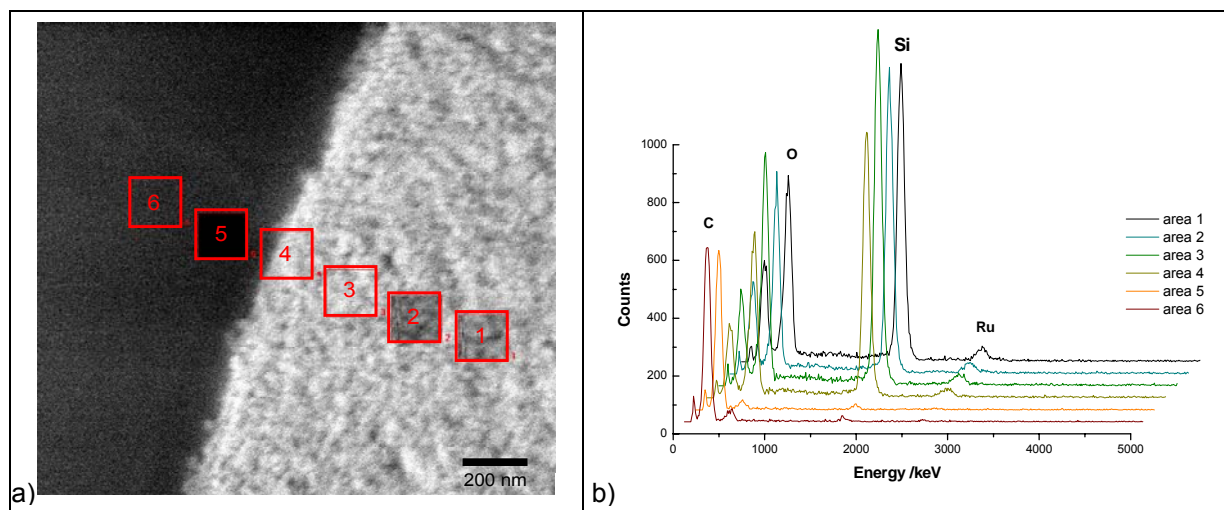 6
5
4
3
2
1
200 nm
a)
Si
O
C
Ru
1000
800
600
400
200
0
Counts
0 1000 2000 3000 4000 5000
Energy /keV
area 1
area 2
area 3
area 4
area 5
area 6
b)